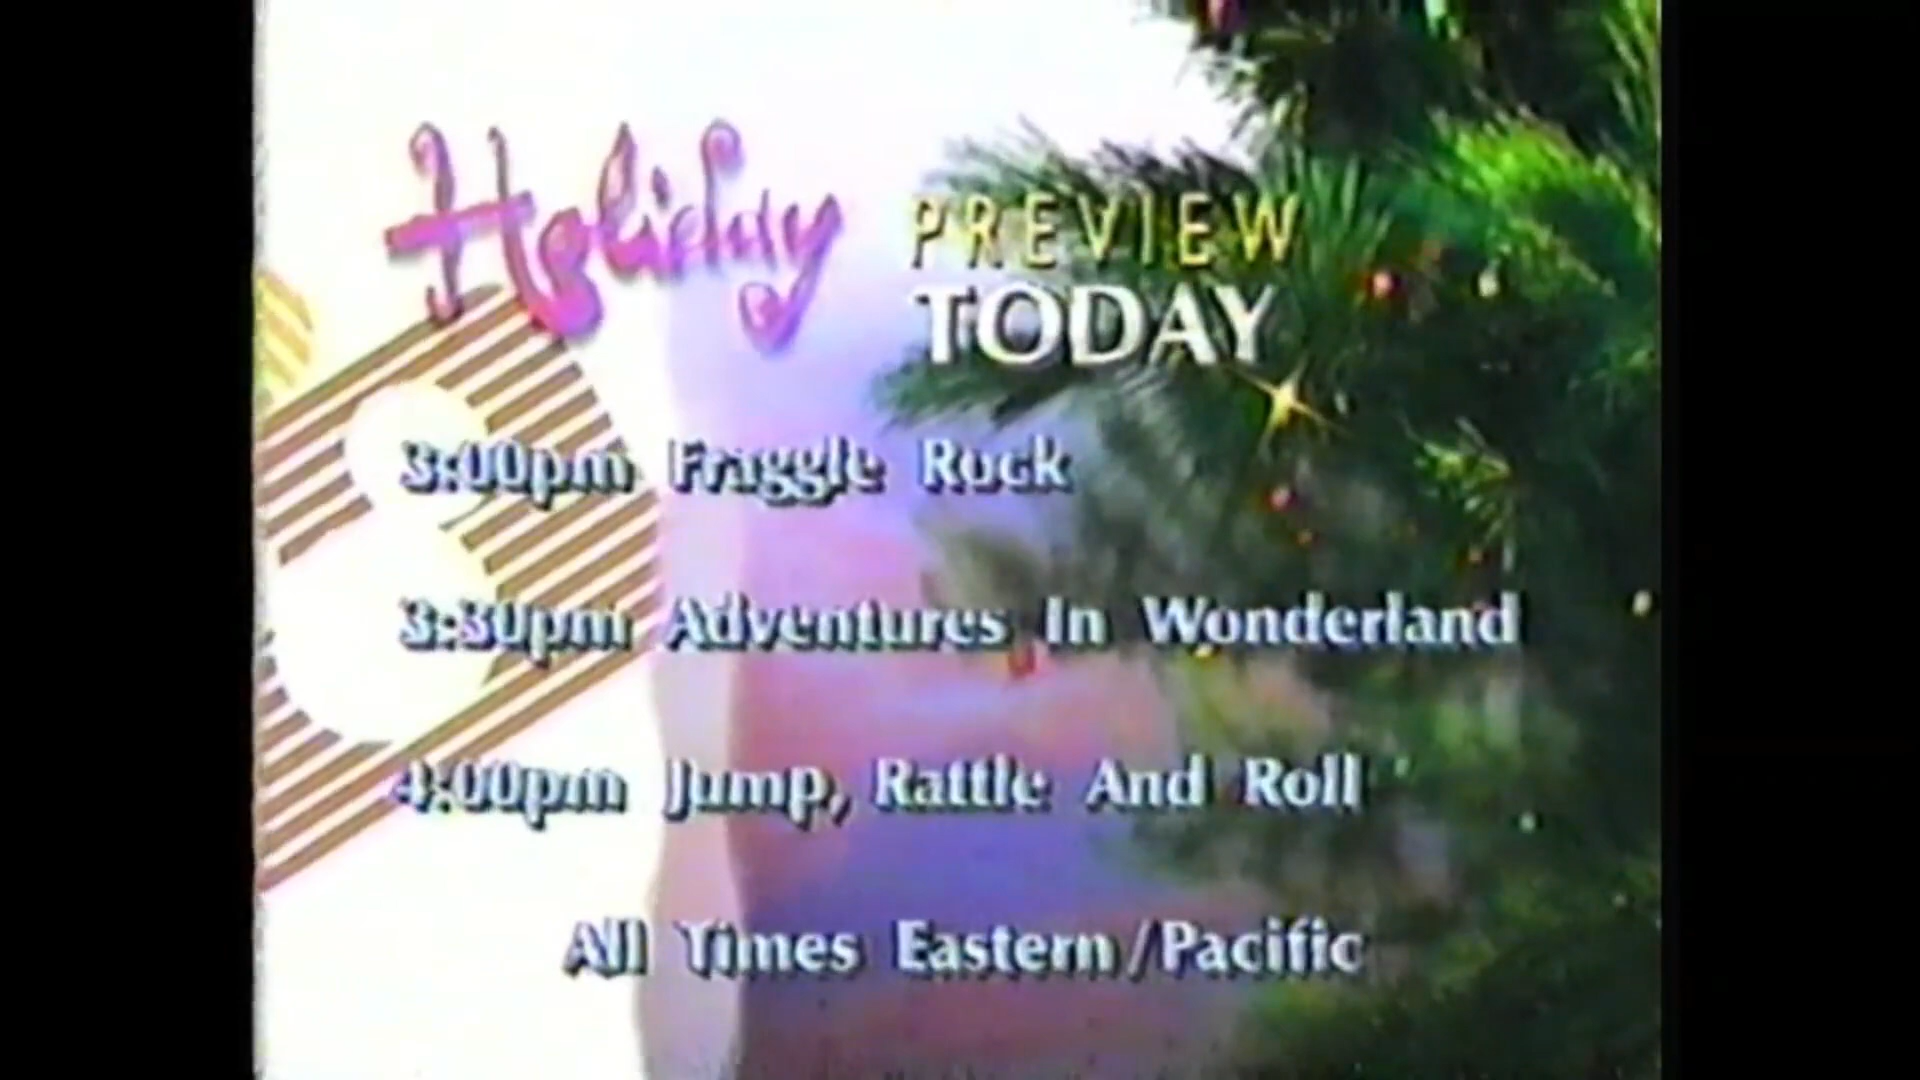 Holiday PREVIEW
TODAY
3:00pm Fraggle Rock
3:30pm Adventures In Wonderland
4:00pm Jump, Rattle And Roll
All Times Eastern/Pacific